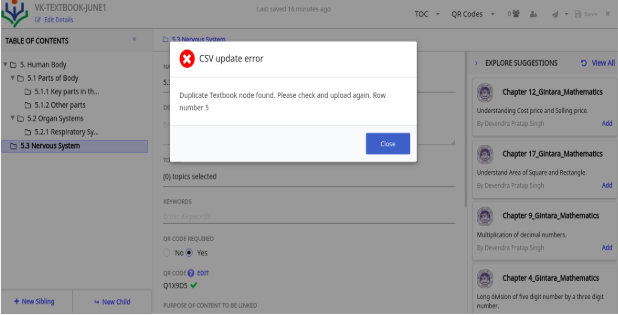 VK-TEXTBOOK-JUNE1
Edit Details
Last saved 16 minutes ago
TOC
QR Codes
0
Save
TABLE OF CONTENTS
5. Human Body
5.1 Parts of Body
5.1.1 Key parts in th...
5.1.2 Other parts
5.2 Organ Systems
5.2.1 Respiratory Sy...
5.3 Nervous System
+ New Sibling
New Child
5.3 Nervous System
CSV update error
Duplicate Textbook node found. Please check and upload again. Row
number 5
Close
(0) topics selected
KEYWORDS
Enter Keywords
QR CODE REQUIRED
No
Yes
QR CODE
EDIT
Q1X9D5
PURPOSE OF CONTENT TO BE LINKED
EXPLORE SUGGESTIONS
View All
Chapter 12_Gintara_Mathematics
Understanding Cost price and Selling price.
By Devendra Pratap Singh
Add
Chapter 17_Gintara_Mathematics
Understand Area of Square and Rectangle.
By Devendra Pratap Singh
Add
Chapter 9_Gintara_Mathematics
Multiplication of decimal numbers.
By Devendra Pratap Singh
Add
Chapter 4_Gintara_Mathematics
Long division of five digit number by a three digit
number.